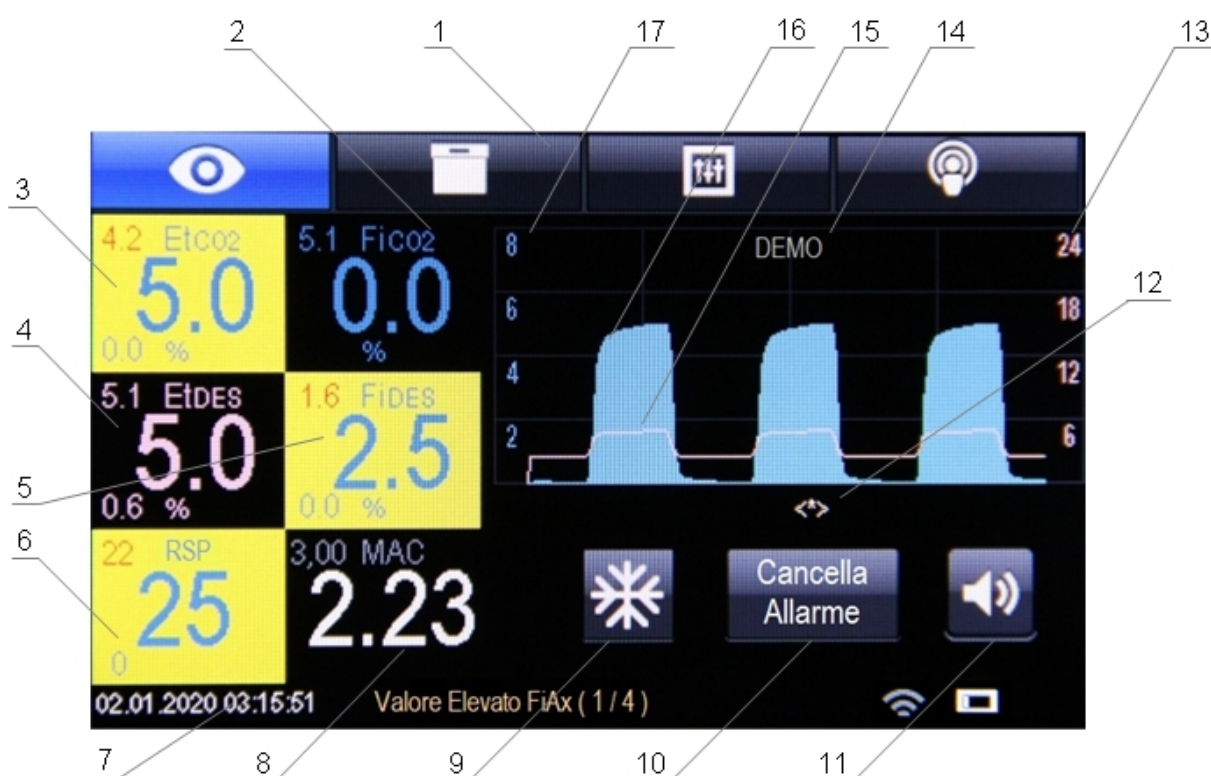 2 1 17 16 15 14 13
3
4.2 EtCO2 5.1 FiCO2 8 DEMO 24
5.0 0.0
6 18
12
0.0 % %
4
4 12
5.1 EtDES 1.6 FiDES
5.0 2.5
2 6
5
0.6 % 0.0 %
<*>
6
22 RSP 3,00 MAC
25 2.23
Cancella
Allarme
0
02.01.2020 03:15:51 Valore Elevato FiAx ( 1 / 4 )
7 8 9 10 11